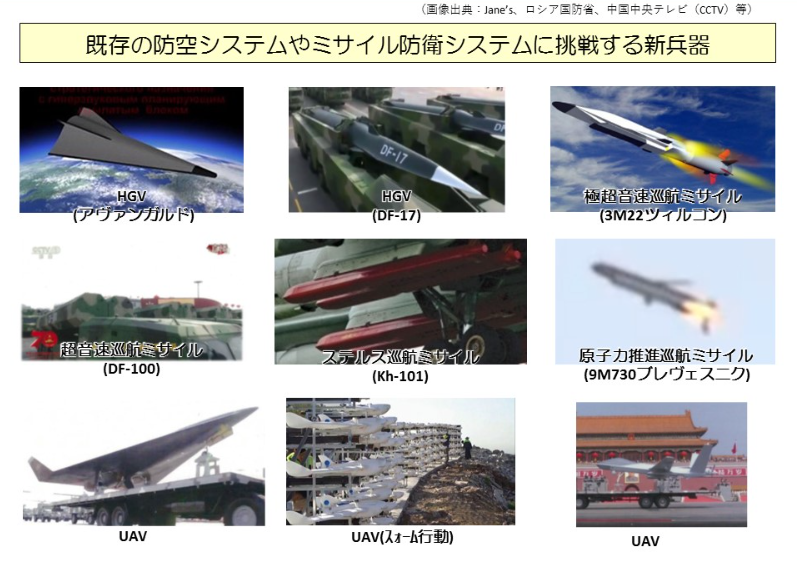 （画像出典：Jane's、ロシア国防省、中国中央テレビ（CCTV）等）
既存の防空システムやミサイル防衛システムに挑戦する新兵器
с гиперзвуковым планирующим
крылатым блоком
HGV
(アヴァンガルド)
DF-17
HGV
(DF-17)
極超音速巡航ミサイル
(3M22ツィルコン)
超音速巡航ミサイル
(DF-100)
ステルス巡航ミサイル
(Kh-101)
原子力推進巡航ミサイル
(9M730ブレヴェスニク)
UAV
UAV(ｽｫｰﾑ行動)
UAV